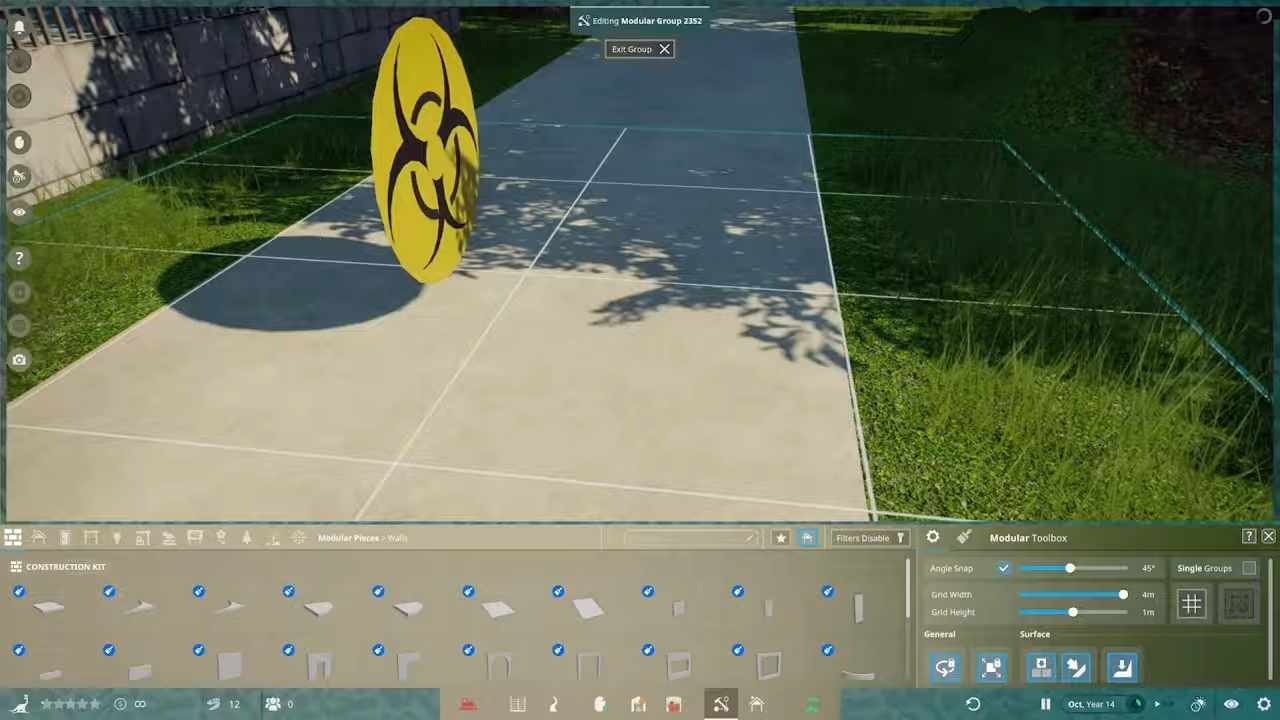 Editing Modular Group 2352
Exit Group
?
Modular Pieces > Walls
Filters Disable
Modular Toolbox
?
CONSTRUCTION KIT
Angle Snap
45°
Single Groups
Grid Width
4m
Grid Height
1m
General
Surface
∞
12
0
Oct, Year 14